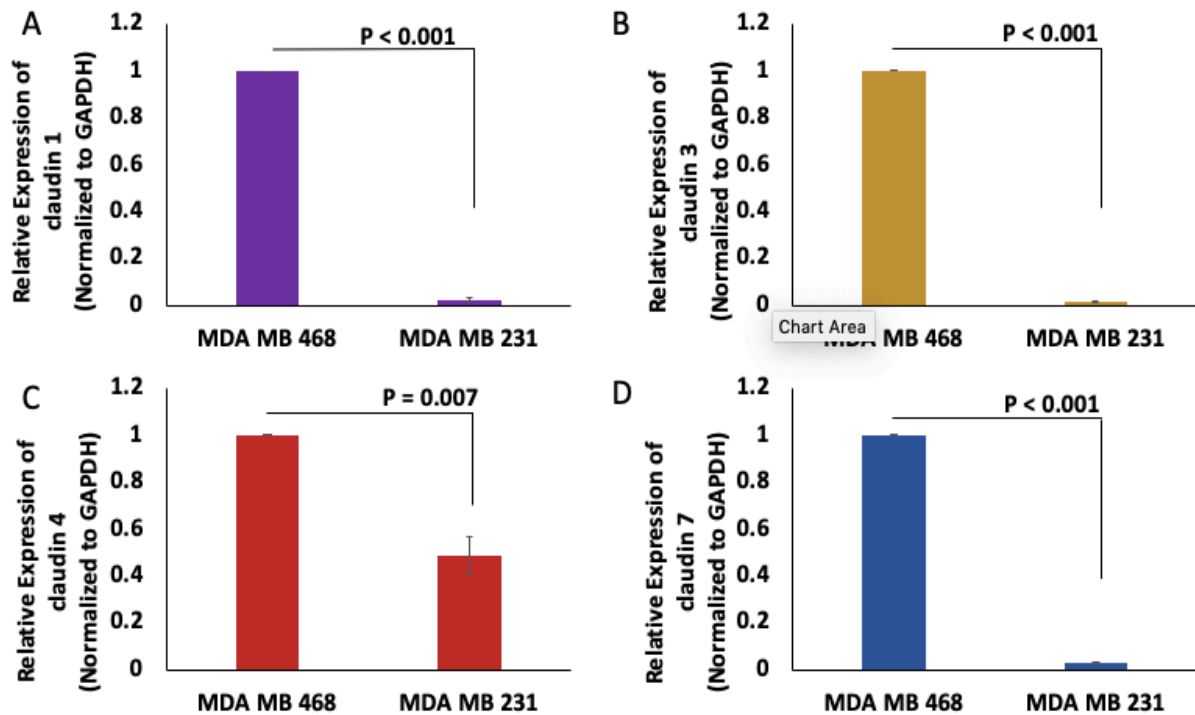 A
Relative Expression of
claudin 1
(Normalized to GAPDH)
1.2
1
0.8
0.6
0.4
0.2
0
P < 0.001
MDA MB 468
MDA MB 231
B
Relative Expression of
claudin 3
(Normalized to GAPDH)
1.2
1
0.8
0.6
0.4
0.2
0
P < 0.001
Chart Area
MDA MB 468
MDA MB 231
C
Relative Expression of
claudin 4
(Normalized to GAPDH)
1.2
1
0.8
0.6
0.4
0.2
0
P = 0.007
MDA MB 468
MDA MB 231
D
Relative Expression of
claudin 7
(Normalized to GAPDH)
1.2
1
0.8
0.6
0.4
0.2
0
P < 0.001
MDA MB 468
MDA MB 231